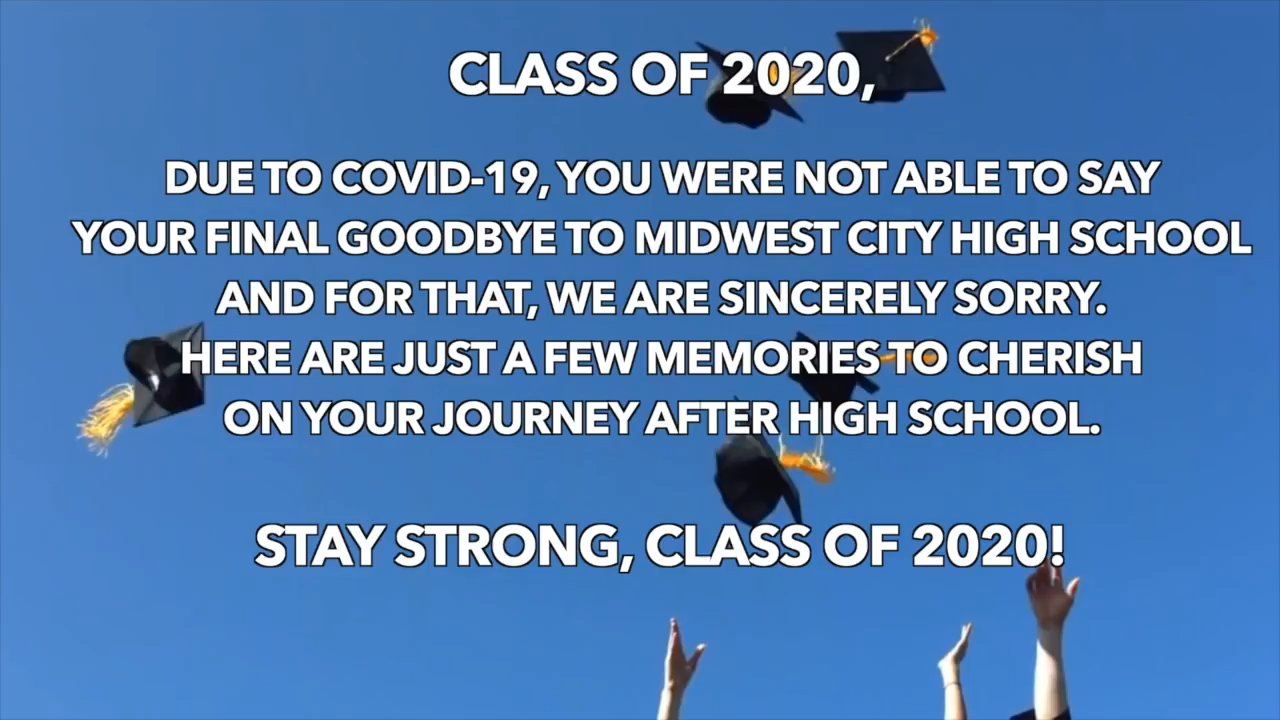 CLASS OF 2020,
DUE TO COVID-19, YOU WERE NOT ABLE TO SAY
YOUR FINAL GOODBYE TO MIDWEST CITY HIGH SCHOOL
AND FOR THAT, WE ARE SINCERELY SORRY.
HERE ARE JUST A FEW MEMORIES TO CHERISH
ON YOUR JOURNEY AFTER HIGH SCHOOL.
STAY STRONG, CLASS OF 2020!